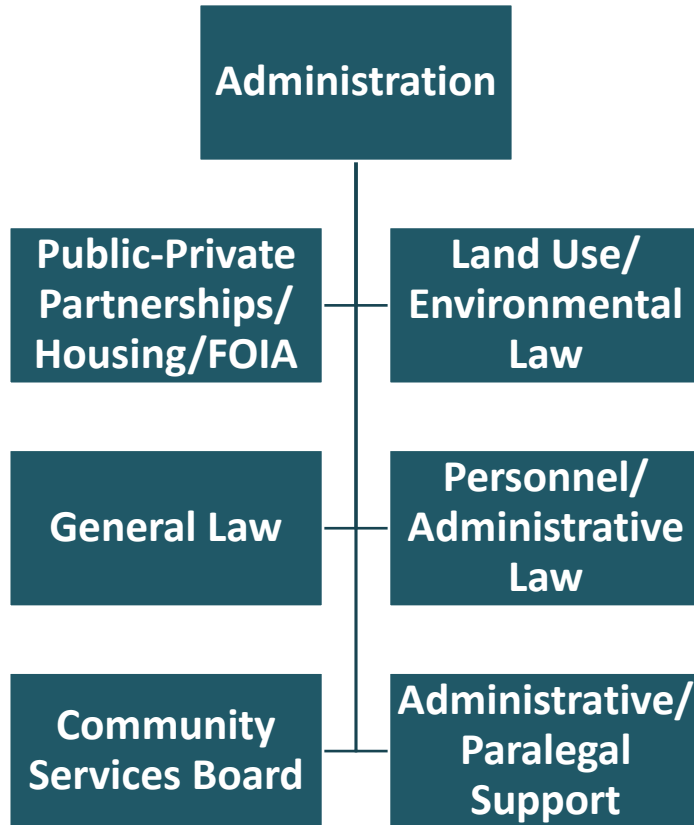 Administration
Public-Private
Partnerships/
Housing/FOIA
Land Use/
Environmental
Law
General Law
Personnel/
Administrative
Law
Community
Services Board
Administrative/
Paralegal
Support